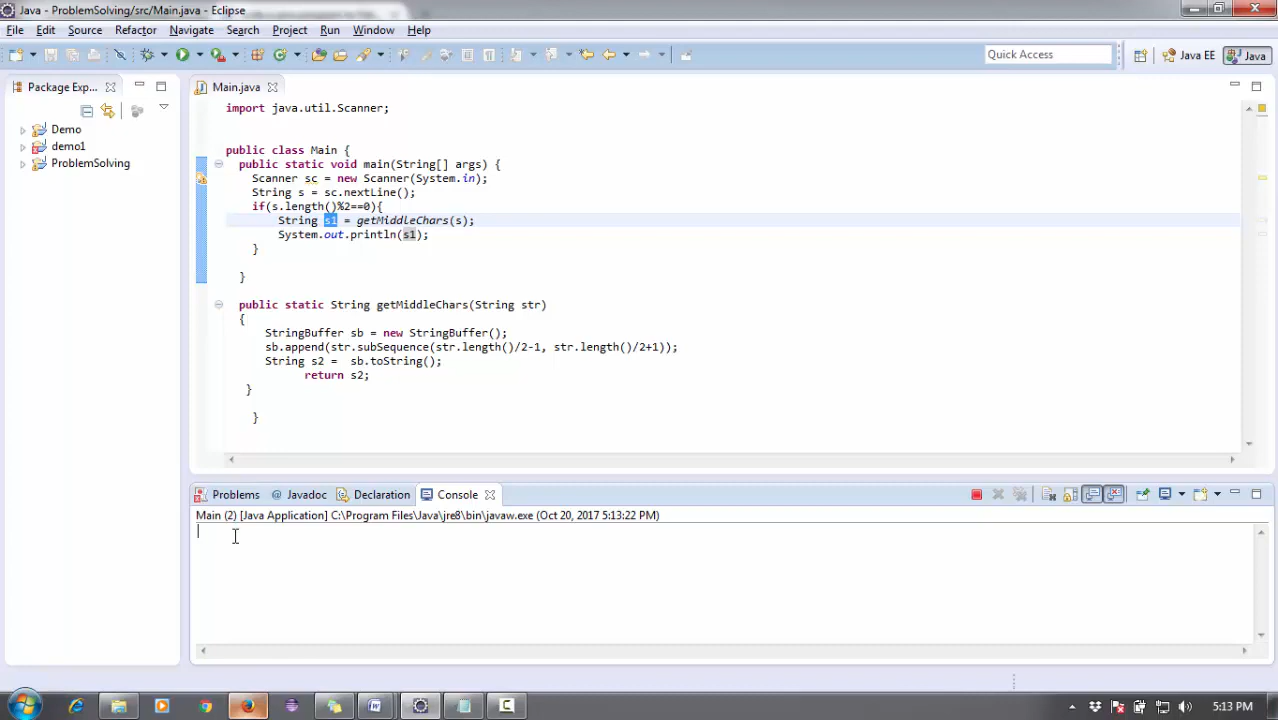 Java - ProblemSolving/src/Main.java - Eclipse
File Edit Source Refactor Navigate Search Project Run Window Help
Quick Access
Java EE
Java
Package Exp...
Main.java
Demo
demo1
ProblemSolving
import java.util.Scanner;
public class Main {
public static void main(String[] args) {
Scanner sc = new Scanner(System.in);
String s = sc.nextLine();
if(s.length()%2==0){
String s1 = getMiddleChars(s);
System.out.println(s1);
}
}
public static String getMiddleChars(String str)
{
StringBuffer sb = new StringBuffer();
sb.append(str.subSequence(str.length()/2-1, str.length()/2+1));
String s2 =  sb.toString();
return s2;
}
}
Problems @ Javadoc Declaration Console
Main (2) [Java Application] C:\Program Files\Java\jre8\bin\javaw.exe (Oct 20, 2017 5:13:22 PM)
5:13 PM